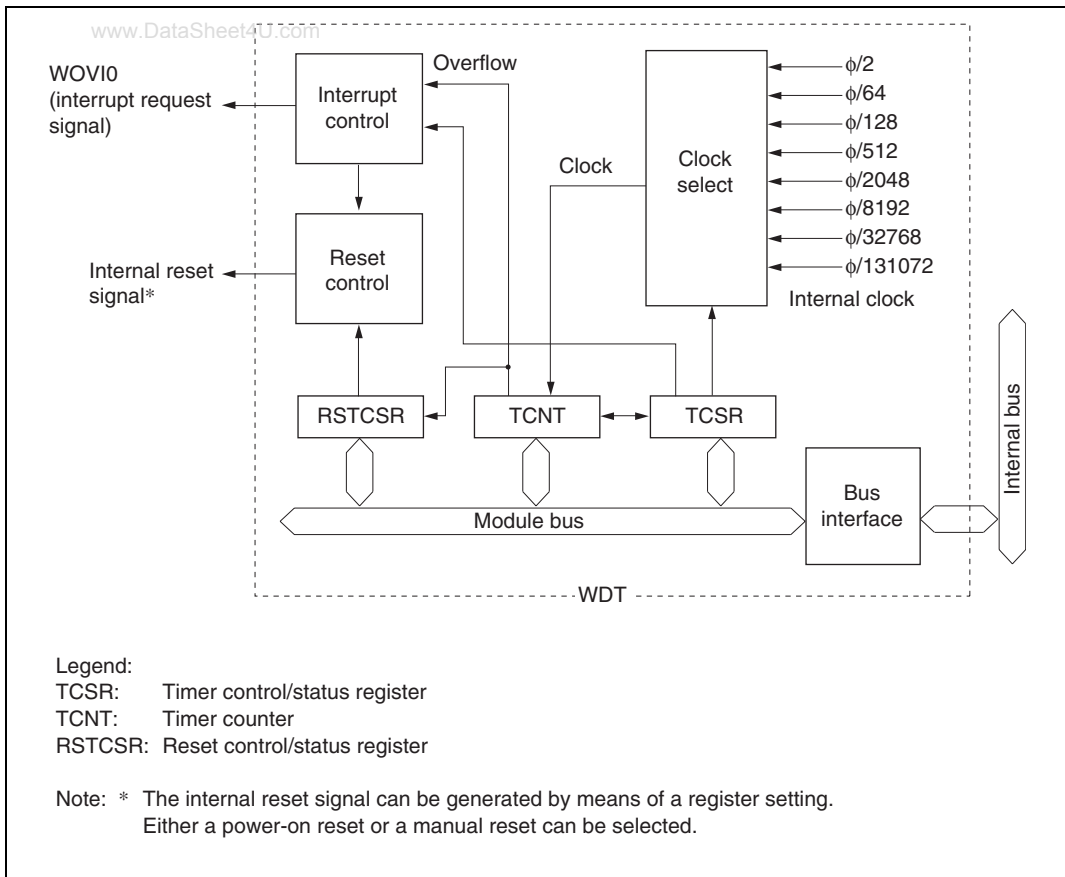 www.DataSheet4U.com
WOVI0
(interrupt request
signal)
Interrupt
control
Overflow
Clock
Clock
select
ϕ/2
ϕ/64
ϕ/128
ϕ/512
ϕ/2048
ϕ/8192
ϕ/32768
ϕ/131072
Internal clock
Internal reset
signal*
Reset
control
RSTCSR
TCNT
TCSR
Module bus
Bus
interface
Internal bus
WDT
Legend:
TCSR: Timer control/status register
TCNT: Timer counter
RSTCSR: Reset control/status register
Note: * The internal reset signal can be generated by means of a register setting.
Either a power-on reset or a manual reset can be selected.